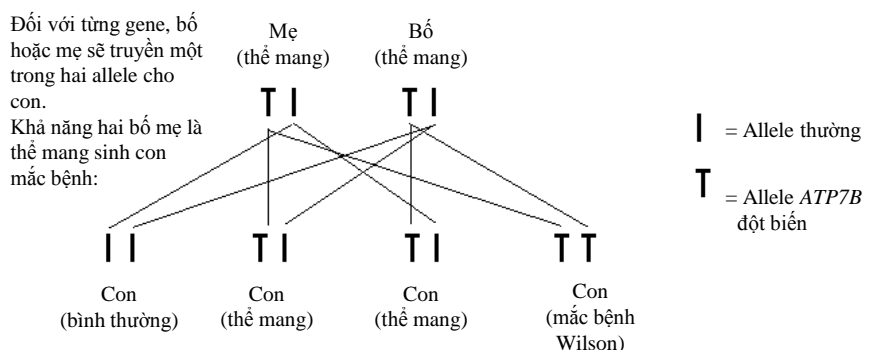 Đối với từng gene, bố
hoặc mẹ sẽ truyền một
trong hai allele cho
con.
Khả năng hai bố mẹ là
thể mang sinh con
mắc bệnh:
Mẹ
(thể mang)
Bố
(thể mang)
T I
T I
I = Allele thường
T = Allele ATP7B
đột biến
I I
T I
T I
T T
Con
(bình thường)
Con
(thể mang)
Con
(thể mang)
Con
(mắc bệnh
Wilson)